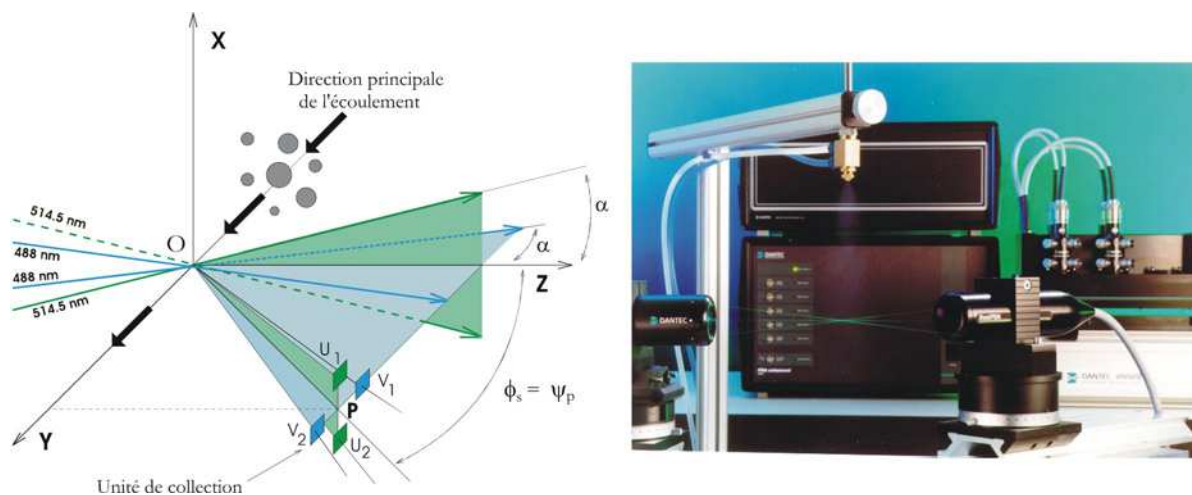 X
Direction principale
de l'écoulement
514.5 nm
488 nm
488 nm
514.5 nm
O
α
α
Z
U1
V1
P
V2
U2
ϕs = ψp
Y
Unité de collection
DANTEC
DANTEC
DANTEC